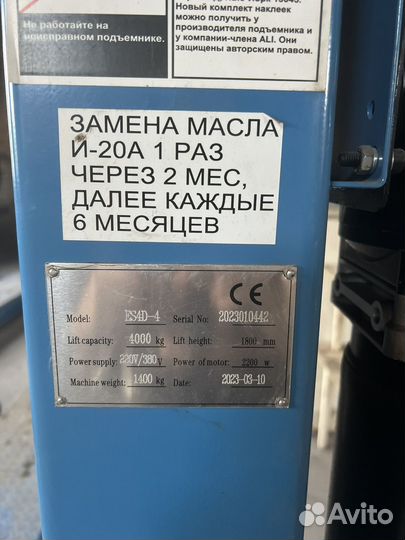 Не работайте на
неисправном подъемнике.
Новый комплект наклеек
можно получить у
производителя подъемника и
у компании-члена ALI. Они
защищены авторским правом.
ЗАМЕНА МАСЛА
И-20А 1 РАЗ
ЧЕРЕЗ 2 МЕС,
ДАЛЕЕ КАЖДЫЕ
6 МЕСЯЦЕВ
CE
Model: ES4D-4 Serial No: 2023010442
Lift capacity: 4000 kg Lift height: 1800 mm
Power supply: 220V/380 V Power of motor: 2200 w
Machine weight: 1400 kg Date: 2023-03-10
Avito